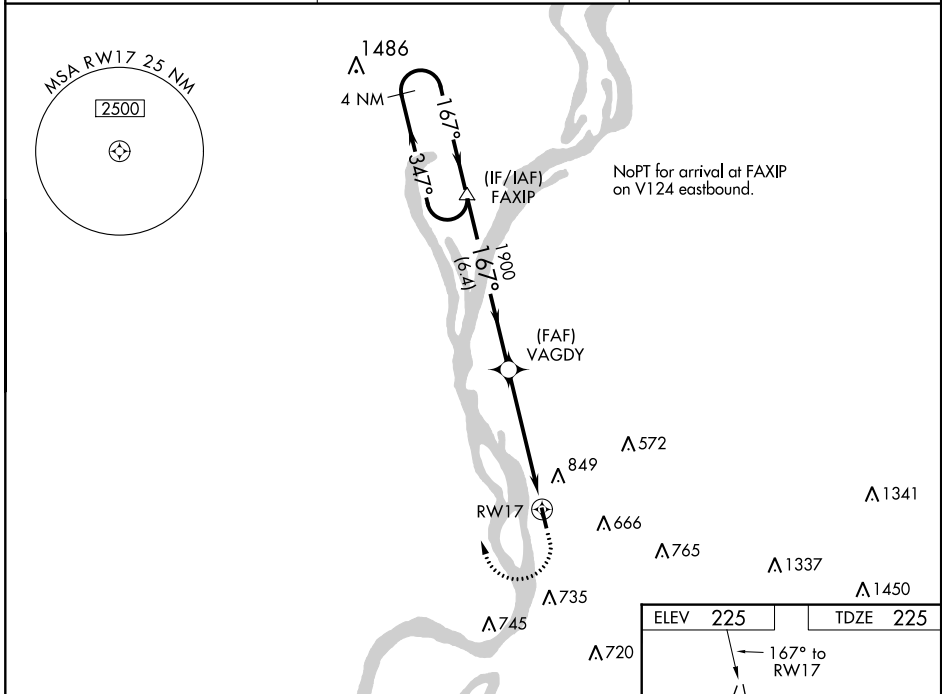 MSA RW17 25 NM
2500
1486
4 NM
167°
347°
(IF/IAF)
FAXIP
NoPT for arrival at FAXIP
on V124 eastbound.
1900
167°
(6.4)
(FAF)
VAGDY
572
849
1341
RW17
666
765
1337
1450
735
745
720
ELEV 225
TDZE 225
167° to
RW17